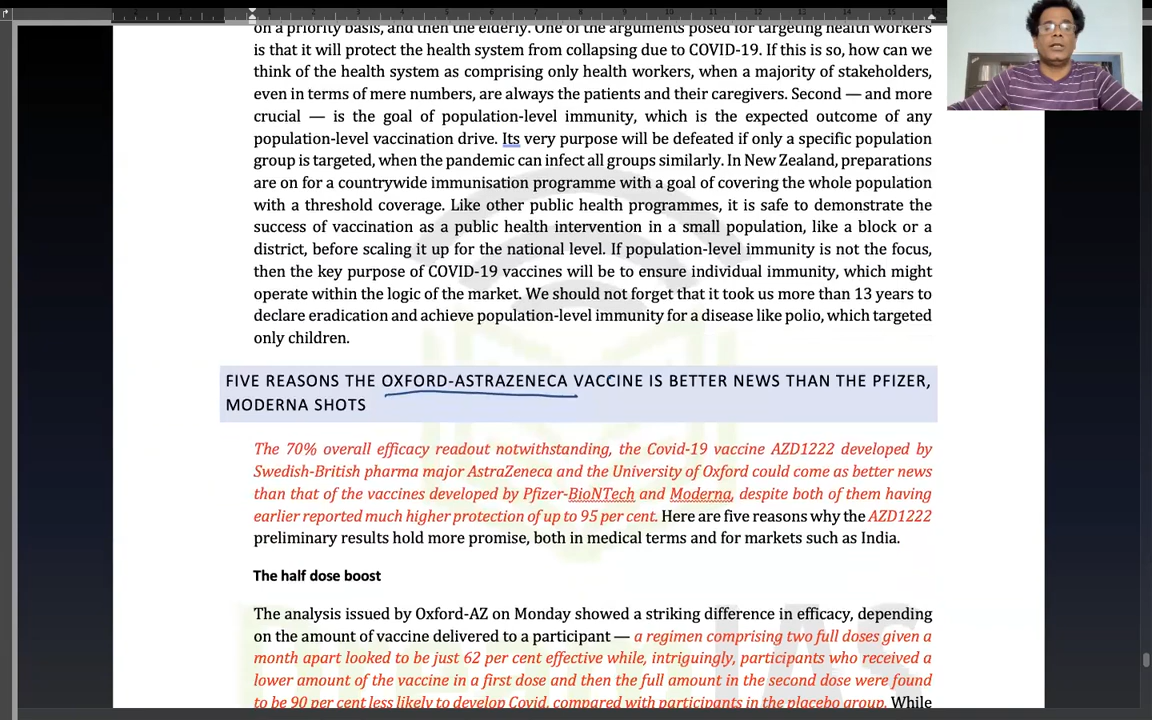 on a priority basis, and then the elderly. One of the arguments posed for targeting health workers
is that it will protect the health system from collapsing due to COVID-19. If this is so, how can we
think of the health system as comprising only health workers, when a majority of stakeholders,
even in terms of mere numbers, are always the patients and their caregivers. Second — and more
crucial — is the goal of population-level immunity, which is the expected outcome of any
population-level vaccination drive. Its very purpose will be defeated if only a specific population
group is targeted, when the pandemic can infect all groups similarly. In New Zealand, preparations
are on for a countrywide immunisation programme with a goal of covering the whole population
with a threshold coverage. Like other public health programmes, it is safe to demonstrate the
success of vaccination as a public health intervention in a small population, like a block or a
district, before scaling it up for the national level. If population-level immunity is not the focus,
then the key purpose of COVID-19 vaccines will be to ensure individual immunity, which might
operate within the logic of the market. We should not forget that it took us more than 13 years to
declare eradication and achieve population-level immunity for a disease like polio, which targeted
only children.
FIVE REASONS THE OXFORD-ASTRAZENECA VACCINE IS BETTER NEWS THAN THE PFIZER,
MODERNA SHOTS
The 70% overall efficacy readout notwithstanding, the Covid-19 vaccine AZD1222 developed by
Swedish-British pharma major AstraZeneca and the University of Oxford could come as better news
than that of the vaccines developed by Pfizer-BioNTech and Moderna, despite both of them having
earlier reported much higher protection of up to 95 per cent. Here are five reasons why the AZD1222
preliminary results hold more promise, both in medical terms and for markets such as India.
The half dose boost
The analysis issued by Oxford-AZ on Monday showed a striking difference in efficacy, depending
on the amount of vaccine delivered to a participant — a regimen comprising two full doses given a
month apart looked to be just 62 per cent effective while, intriguingly, participants who received a
lower amount of the vaccine in a first dose and then the full amount in the second dose were found
to be 90 per cent less likely to develop Covid, compared with participants in the placebo group. While
IAS